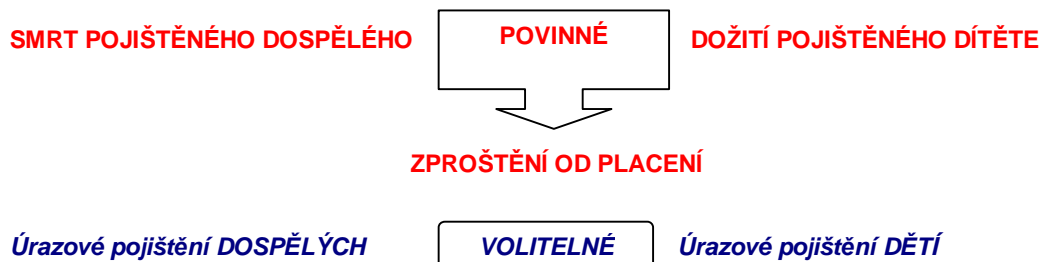 SMRT POJIŠTĚNÉHO DOSPĚLÉHO POVINNÉ DOŽITÍ POJIŠTĚNÉHO DÍTĚTE
ZPROŠTĚNÍ OD PLACENÍ
Úrazové pojištění DOSPĚLÝCH VOLITELNÉ Úrazové pojištění DĚTÍ